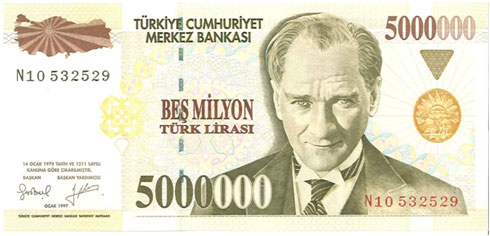 TÜRKİYE CUMHURİYET
MERKEZ BANKASI
5000000
N10 532529
BEŞ MİLYON
TÜRK LİRASI
14 OCAK 1970 TARİH VE 1211 SAYILI
KANUNA GÖRE ÇIKARILMIŞTIR.
BAŞKAN
BAŞKAN YARDIMCISI
OCAK 1997
5000000
N10 532529
TÜRKİYE CUMHURİYET MERKEZ BANKASI BANKNOT MATBAASI